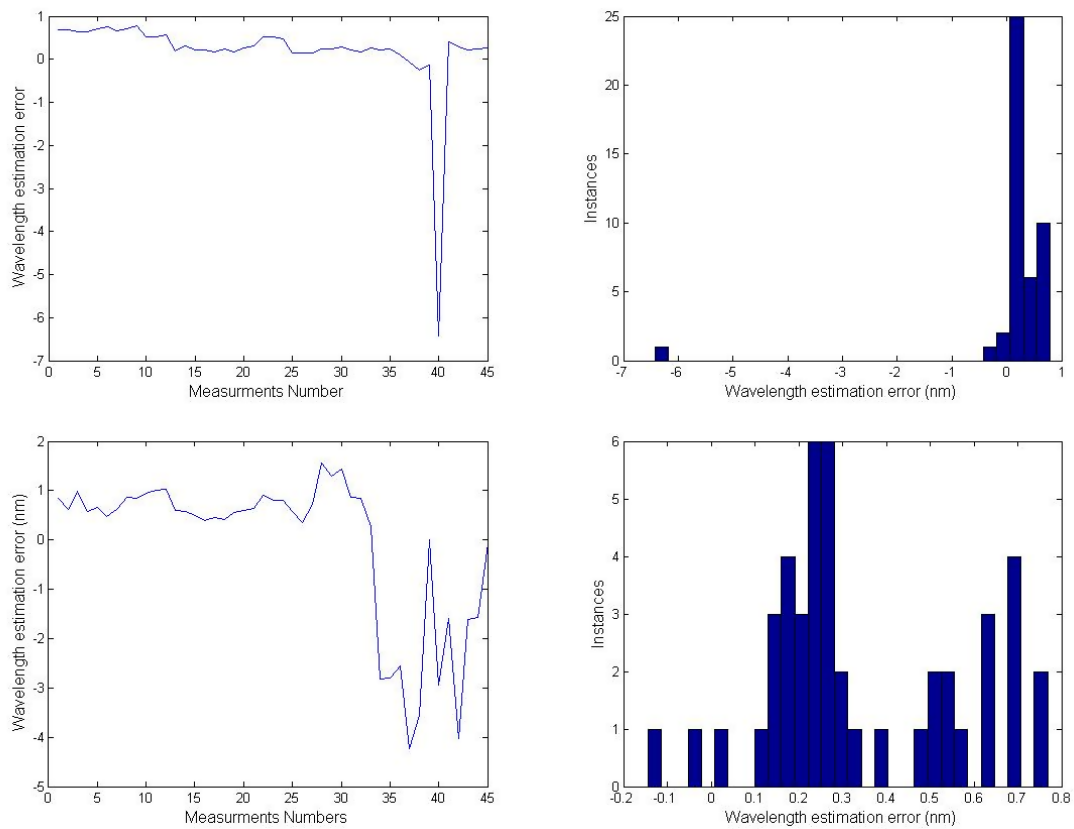 1
0
-1
-2
-3
-4
-5
-6
-7
Wavelength estimation error
0 5 10 15 20 25 30 35 40 45
Measurments Number
25
20
15
10
5
0
Instances
-7 -6 -5 -4 -3 -2 -1 0 1
Wavelength estimation error (nm)
2
1
0
-1
-2
-3
-4
-5
Wavelength estimation error (nm)
0 5 10 15 20 25 30 35 40 45
Measurments Numbers
6
5
4
3
2
1
0
Instances
-0.2 -0.1 0 0.1 0.2 0.3 0.4 0.5 0.6 0.7 0.8
Wavelength estimation error (nm)